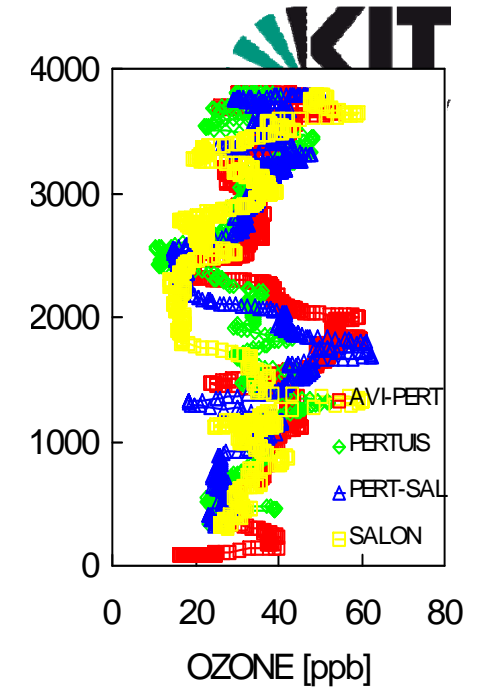 KIT
4000
3000
2000
1000
0
AVI-PERT
PERTUIS
PERT-SAL
SALON
0 20 40 60 80
OZONE [ppb]